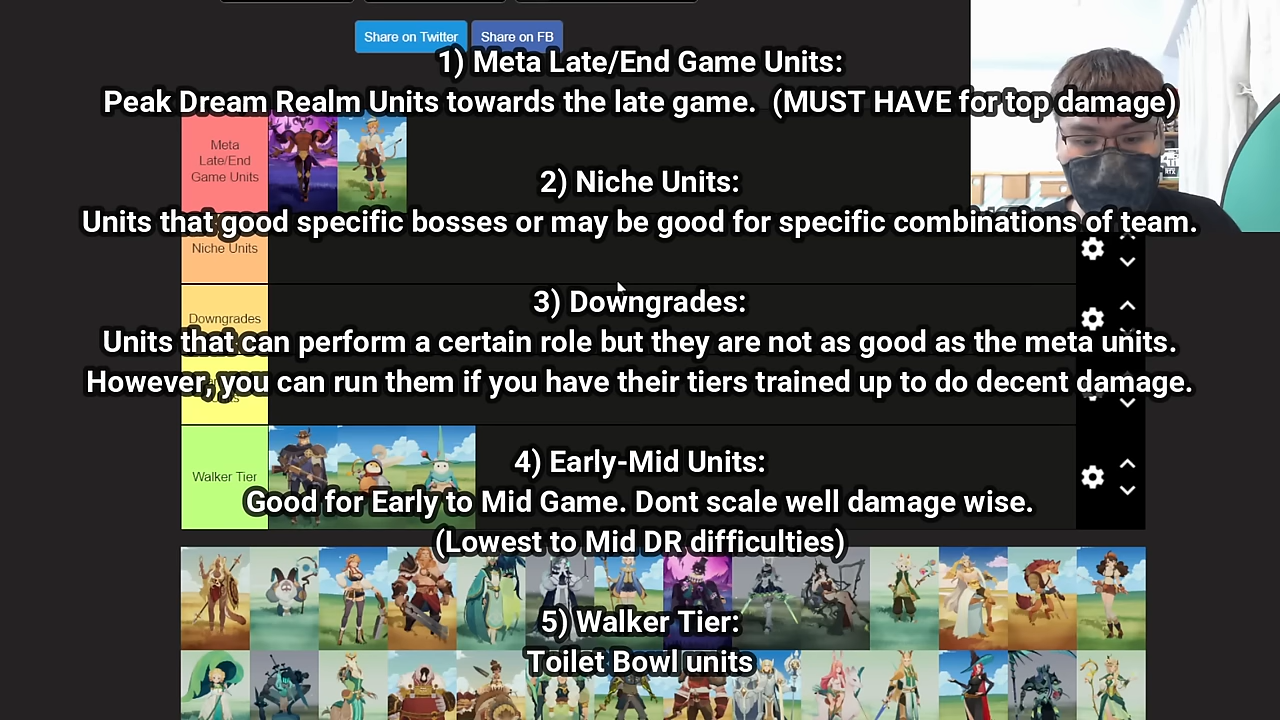 Share on Twitter
Share on FB
1) Meta Late/End Game Units:
Peak Dream Realm Units towards the late game. (MUST HAVE for top damage)
Meta
Late/End
Game Units
2) Niche Units:
Units that good specific bosses or may be good for specific combinations of team.
Niche Units
3) Downgrades:
Downgrades
Units that can perform a certain role but they are not as good as the meta units.
However, you can run them if you have their tiers trained up to do decent damage.
4) Early-Mid Units:
Walker Tier
Good for Early to Mid Game. Dont scale well damage wise.
(Lowest to Mid DR difficulties)
5) Walker Tier:
Toilet Bowl units